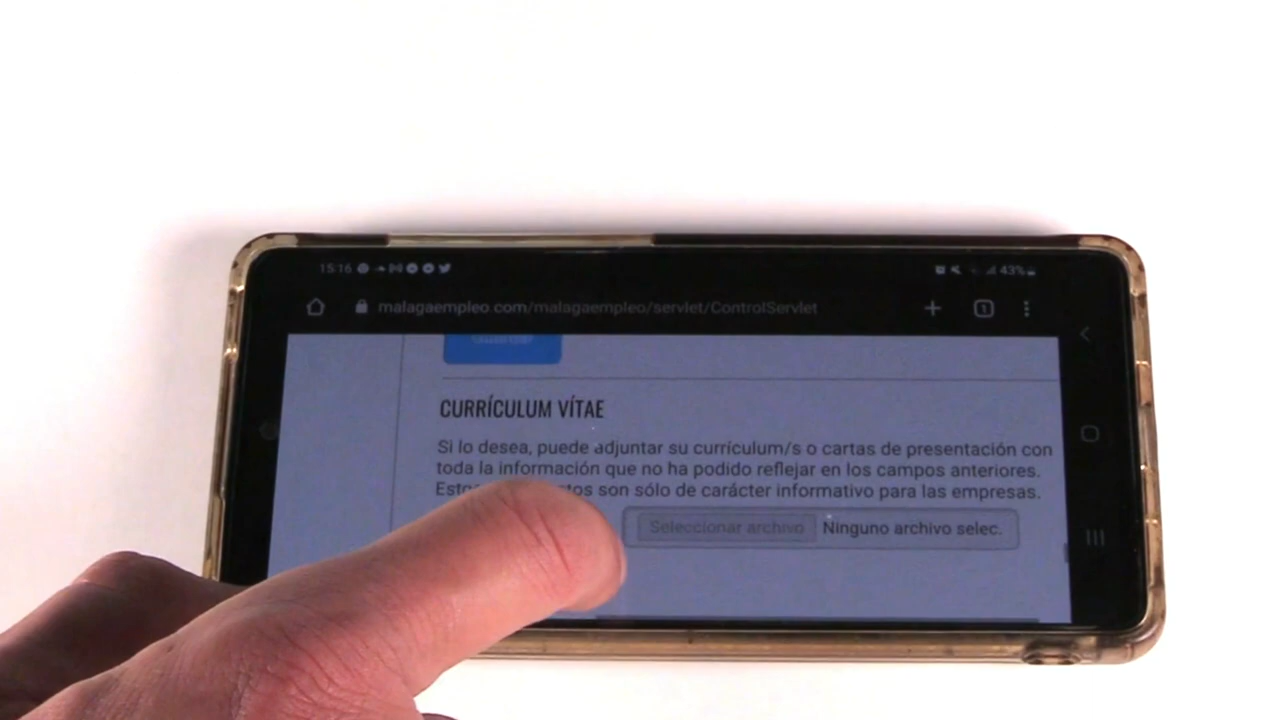 15:16
43%
malagaempleo.com/malagaempleo/servlet/ControlServlet
1
Guardar
CURRÍCULUM VÍTAE
Si lo desea, puede adjuntar su currículum/s o cartas de presentación con
toda la información que no ha podido reflejar en los campos anteriores.
son sólo de carácter informativo para las empresas.
Seleccionar archivo Ninguno archivo selec.